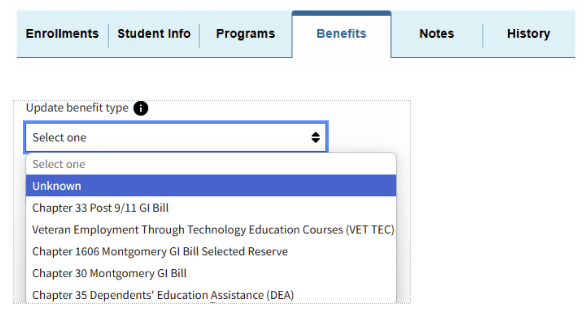 Enrollments Student Info Programs Benefits Notes History
Update benefit type
Select one
Select one
Unknown
Chapter 33 Post 9/11 GI Bill
Veteran Employment Through Technology Education Courses (VET TEC)
Chapter 1606 Montgomery GI Bill Selected Reserve
Chapter 30 Montgomery GI Bill
Chapter 35 Dependents' Education Assistance (DEA)